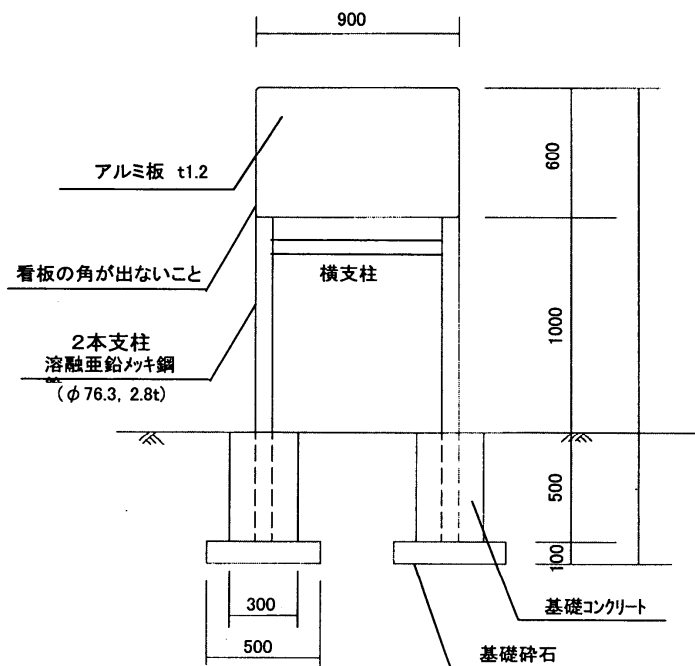 900
アルミ板 t1.2
600
看板の角が出ないこと
横支柱
1000
2本支柱
溶融亜鉛メッキ鋼
(φ76.3, 2.8t)
500
100
300
基礎コンクリート
500
基礎砕石